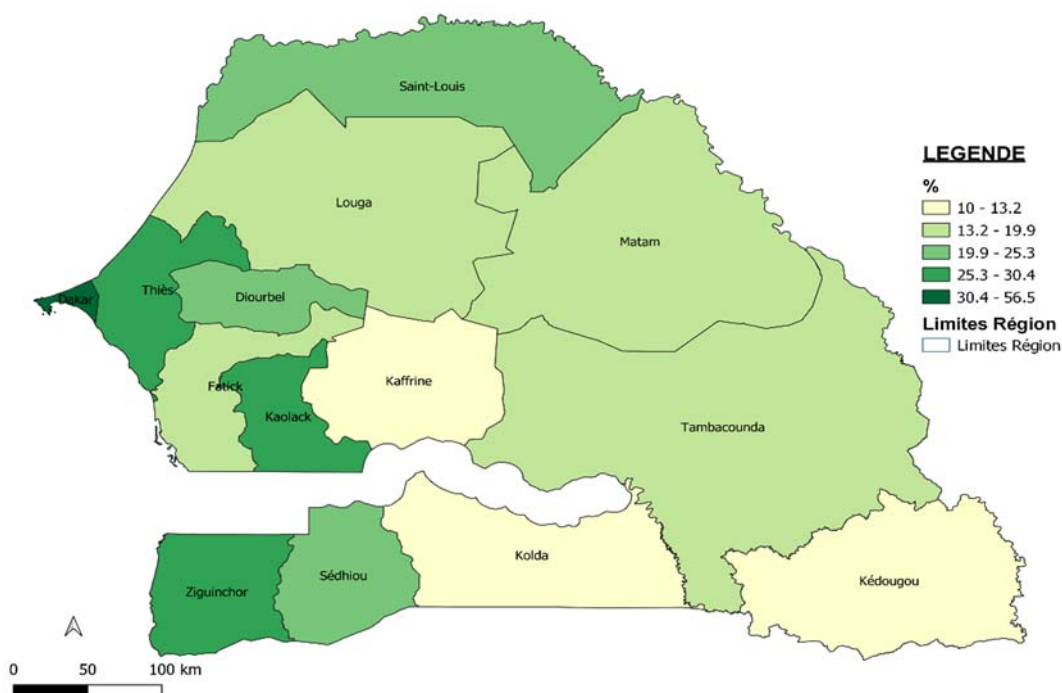 Saint-Louis
Louga
Matam
Thiès
Dakar
Diourbel
Fatick
Kaolack
Kaffrine
Tambacounda
Ziguinchor
Sédhiou
Kolda
Kédougou
LEGENDE
%
10 - 13.2
13.2 - 19.9
19.9 - 25.3
25.3 - 30.4
30.4 - 56.5
Limites Région
Limites Région
0 50 100 km